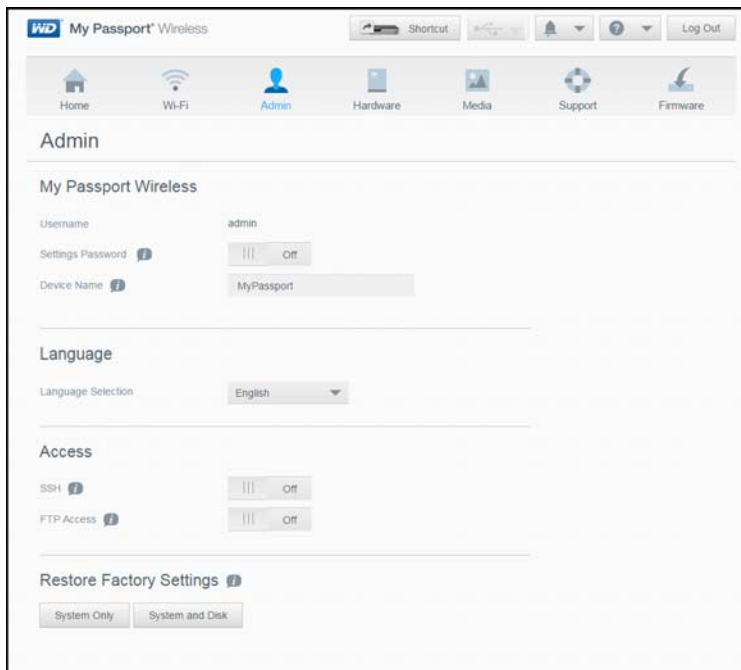 WD My Passport® Wireless
Shortcut
Log Out
Home
Wi-Fi
Admin
Hardware
Media
Support
Firmware
Admin
My Passport Wireless
Username admin
Settings Password i Off
Device Name i MyPassport
Language
Language Selection English
Access
SSH i Off
FTP Access i Off
Restore Factory Settings i
System Only
System and Disk